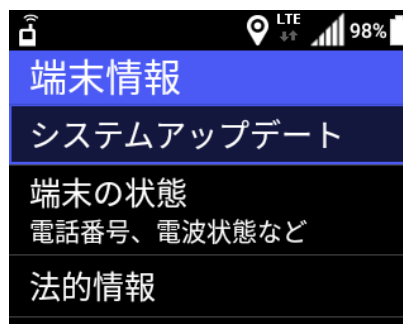 LTE 98%
端末情報
システムアップデート
端末の状態
電話番号、電波状態など
法的情報